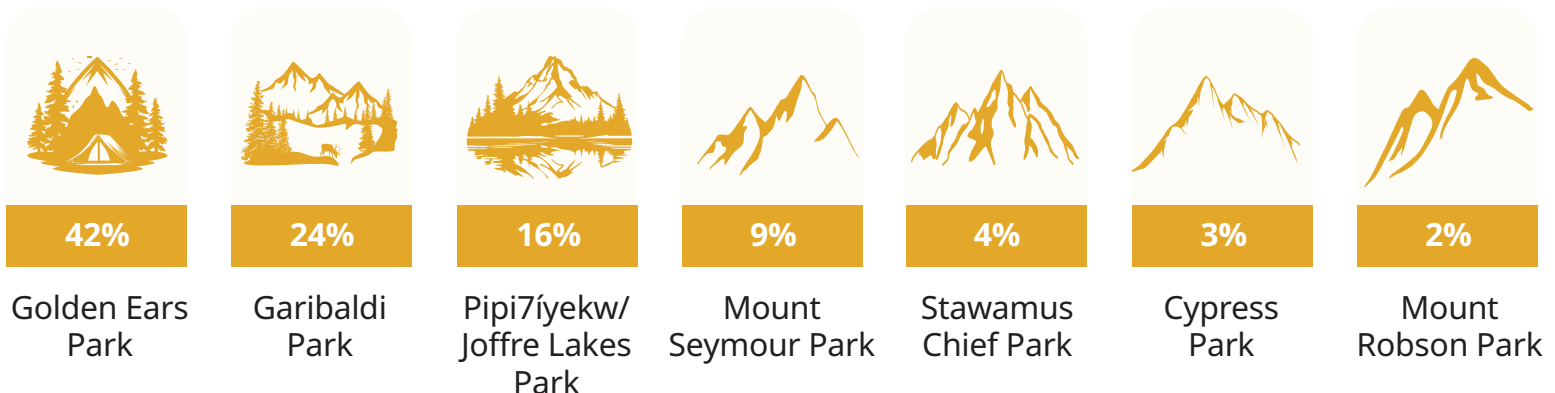 42%
Golden Ears
Park
24%
Garibaldi
Park
16%
Pipi7íyekw/
Joffre Lakes
Park
9%
Mount
Seymour Park
4%
Stawamus
Chief Park
3%
Cypress
Park
2%
Mount
Robson Park